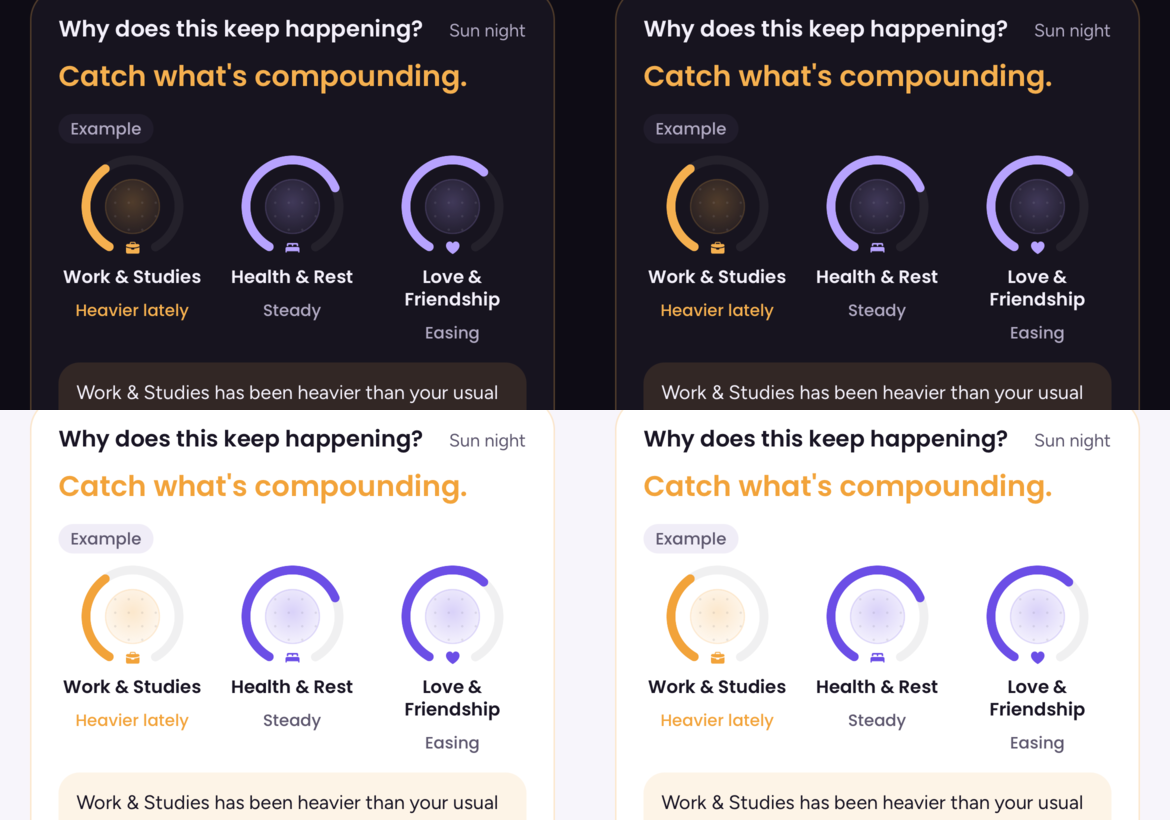 Why does this keep happening? Sun night
Catch what's compounding.
Example
Work & Studies Health & Rest Love &
Friendship
Heavier lately Steady Easing
Work & Studies has been heavier than your usual
Why does this keep happening? Sun night
Catch what's compounding.
Example
Work & Studies Health & Rest Love &
Friendship
Heavier lately Steady Easing
Work & Studies has been heavier than your usual
Why does this keep happening? Sun night
Catch what's compounding.
Example
Work & Studies Health & Rest Love &
Friendship
Heavier lately Steady Easing
Work & Studies has been heavier than your usual
Why does this keep happening? Sun night
Catch what's compounding.
Example
Work & Studies Health & Rest Love &
Friendship
Heavier lately Steady Easing
Work & Studies has been heavier than your usual